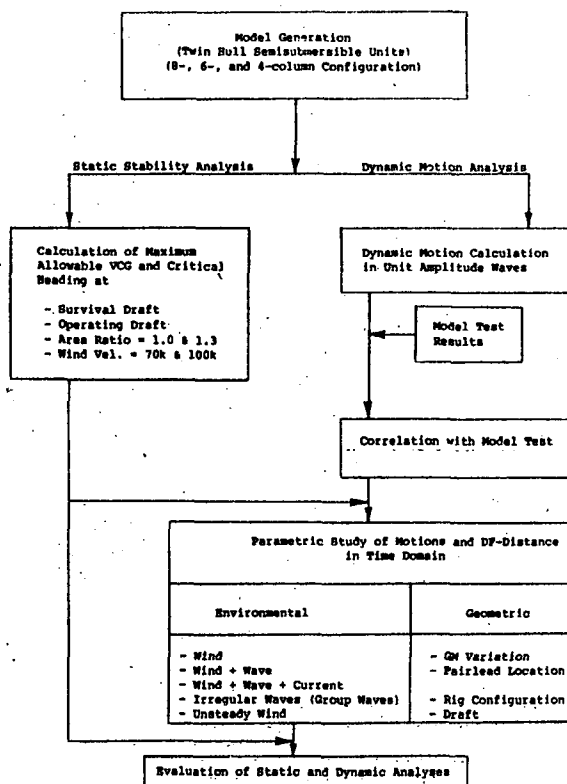 Model Generation
(Twin Hull Semisubmersible Units)
(8-, 6-, and 4-column Configuration)
Static Stability Analysis
Dynamic Motion Analysis
Calculation of Maximum
Allowable VCG and Critical
Heading at
- Survival Draft
- Operating Draft
- Area Ratio = 1.0 & 1.3
- Wind Vel. = 70k & 100k
Dynamic Motion Calculation
in Unit Amplitude Waves
Model Test
Results
Correlation with Model Test
Parametric Study of Motions and DF-Distance
in Time Domain
Environmental
- Wind
- Wind + Wave
- Wind + Wave + Current
- Irregular Waves (Group Waves)
- Unsteady Wind
Geometric
- GM Variation
- Fairlead Location
- Rig Configuration
- Draft
Evaluation of Static and Dynamic Analyses